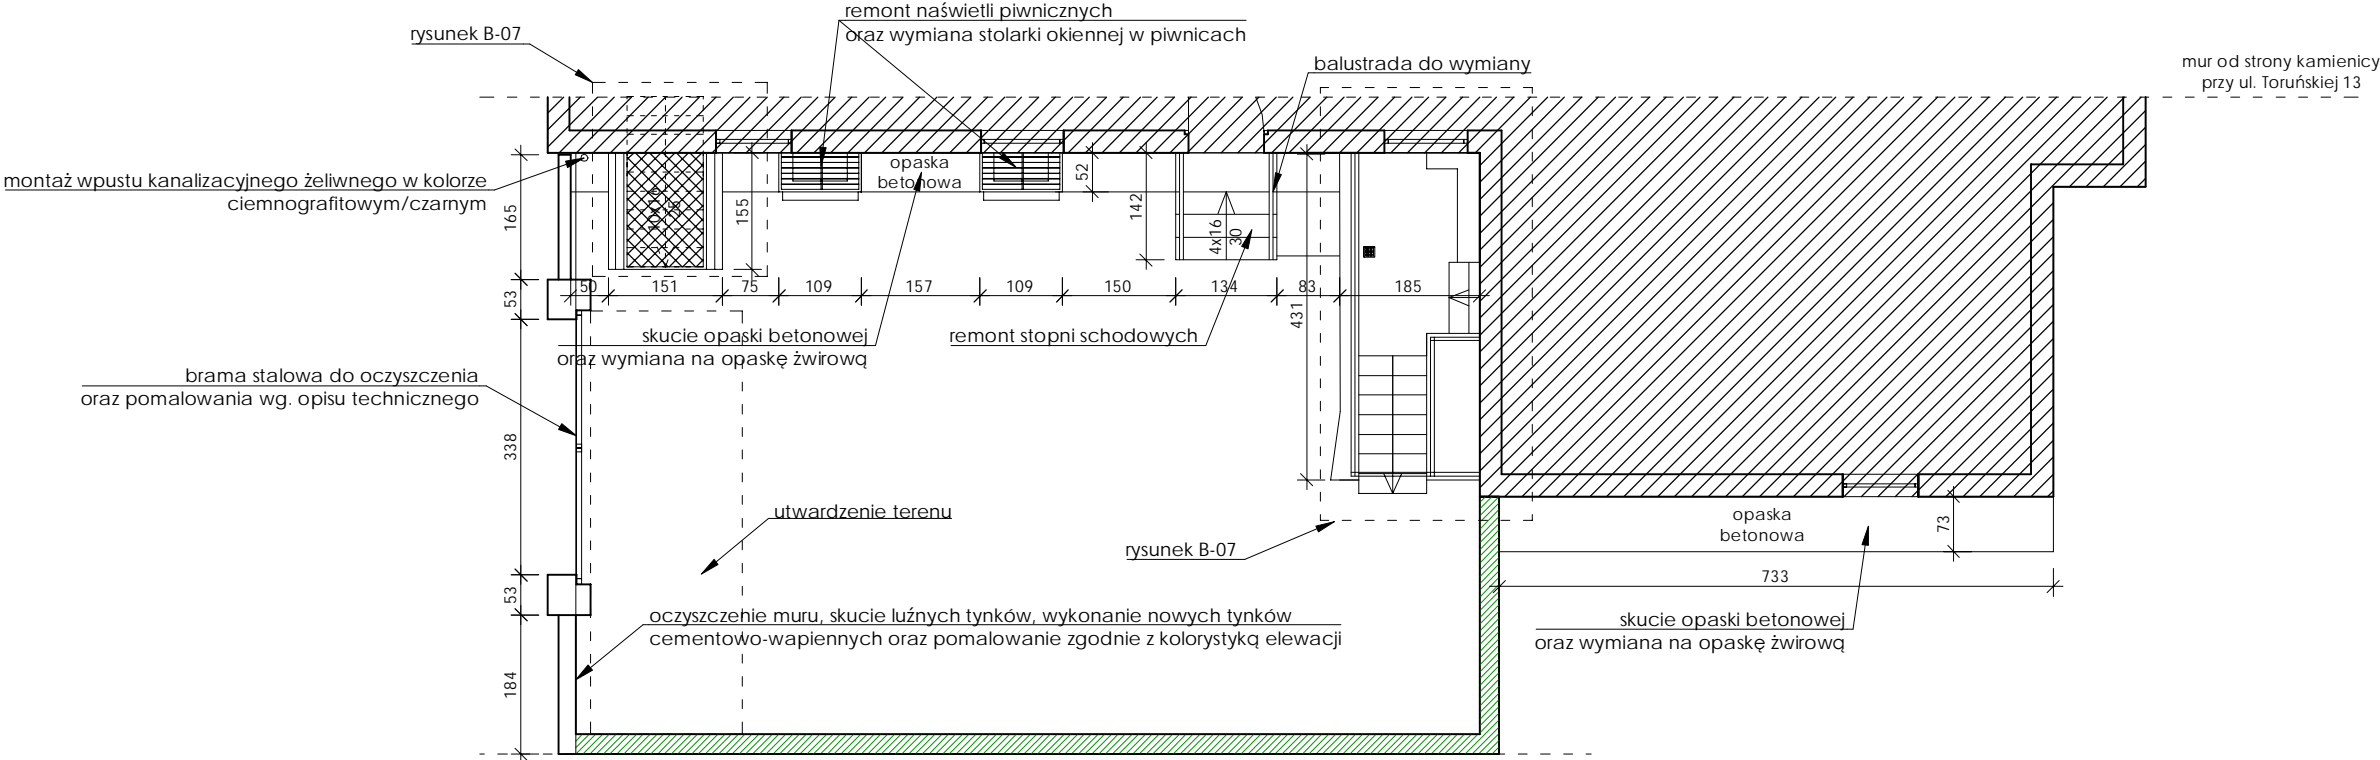 remont naświetli piwnicznych
oraz wymiana stolarki okiennej w piwnicach
rysunek B-07
balustrada do wymiany
mur od strony kamienicy
przy ul. Toruńskiej 13
montaż wpustu kanalizacyjnego żeliwnego w kolorze
ciemnografitowym/czarnym
opaska
betonowa
52
142
155
165
10x16
25
4x16
30
50
151
75
109
157
109
150
134
83
185
53
431
skucie opaski betonowej
oraz wymiana na opaskę żwirową
remont stopni schodowych
brama stalowa do oczyszczenia
oraz pomalowania wg. opisu technicznego
338
utwardzenie terenu
rysunek B-07
opaska
betonowa
73
733
53
oczyszczenie muru, skucie luźnych tynków, wykonanie nowych tynków
cementowo-wapiennych oraz pomalowanie zgodnie z kolorystyką elewacji
skucie opaski betonowej
oraz wymiana na opaskę żwirową
184